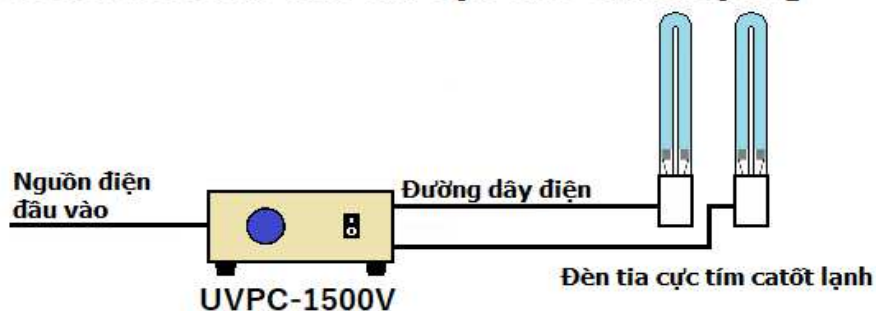 Nguồn điện
đầu vào
Đường dây điện
Đèn tia cực tím catốt lạnh
UVPC-1500V